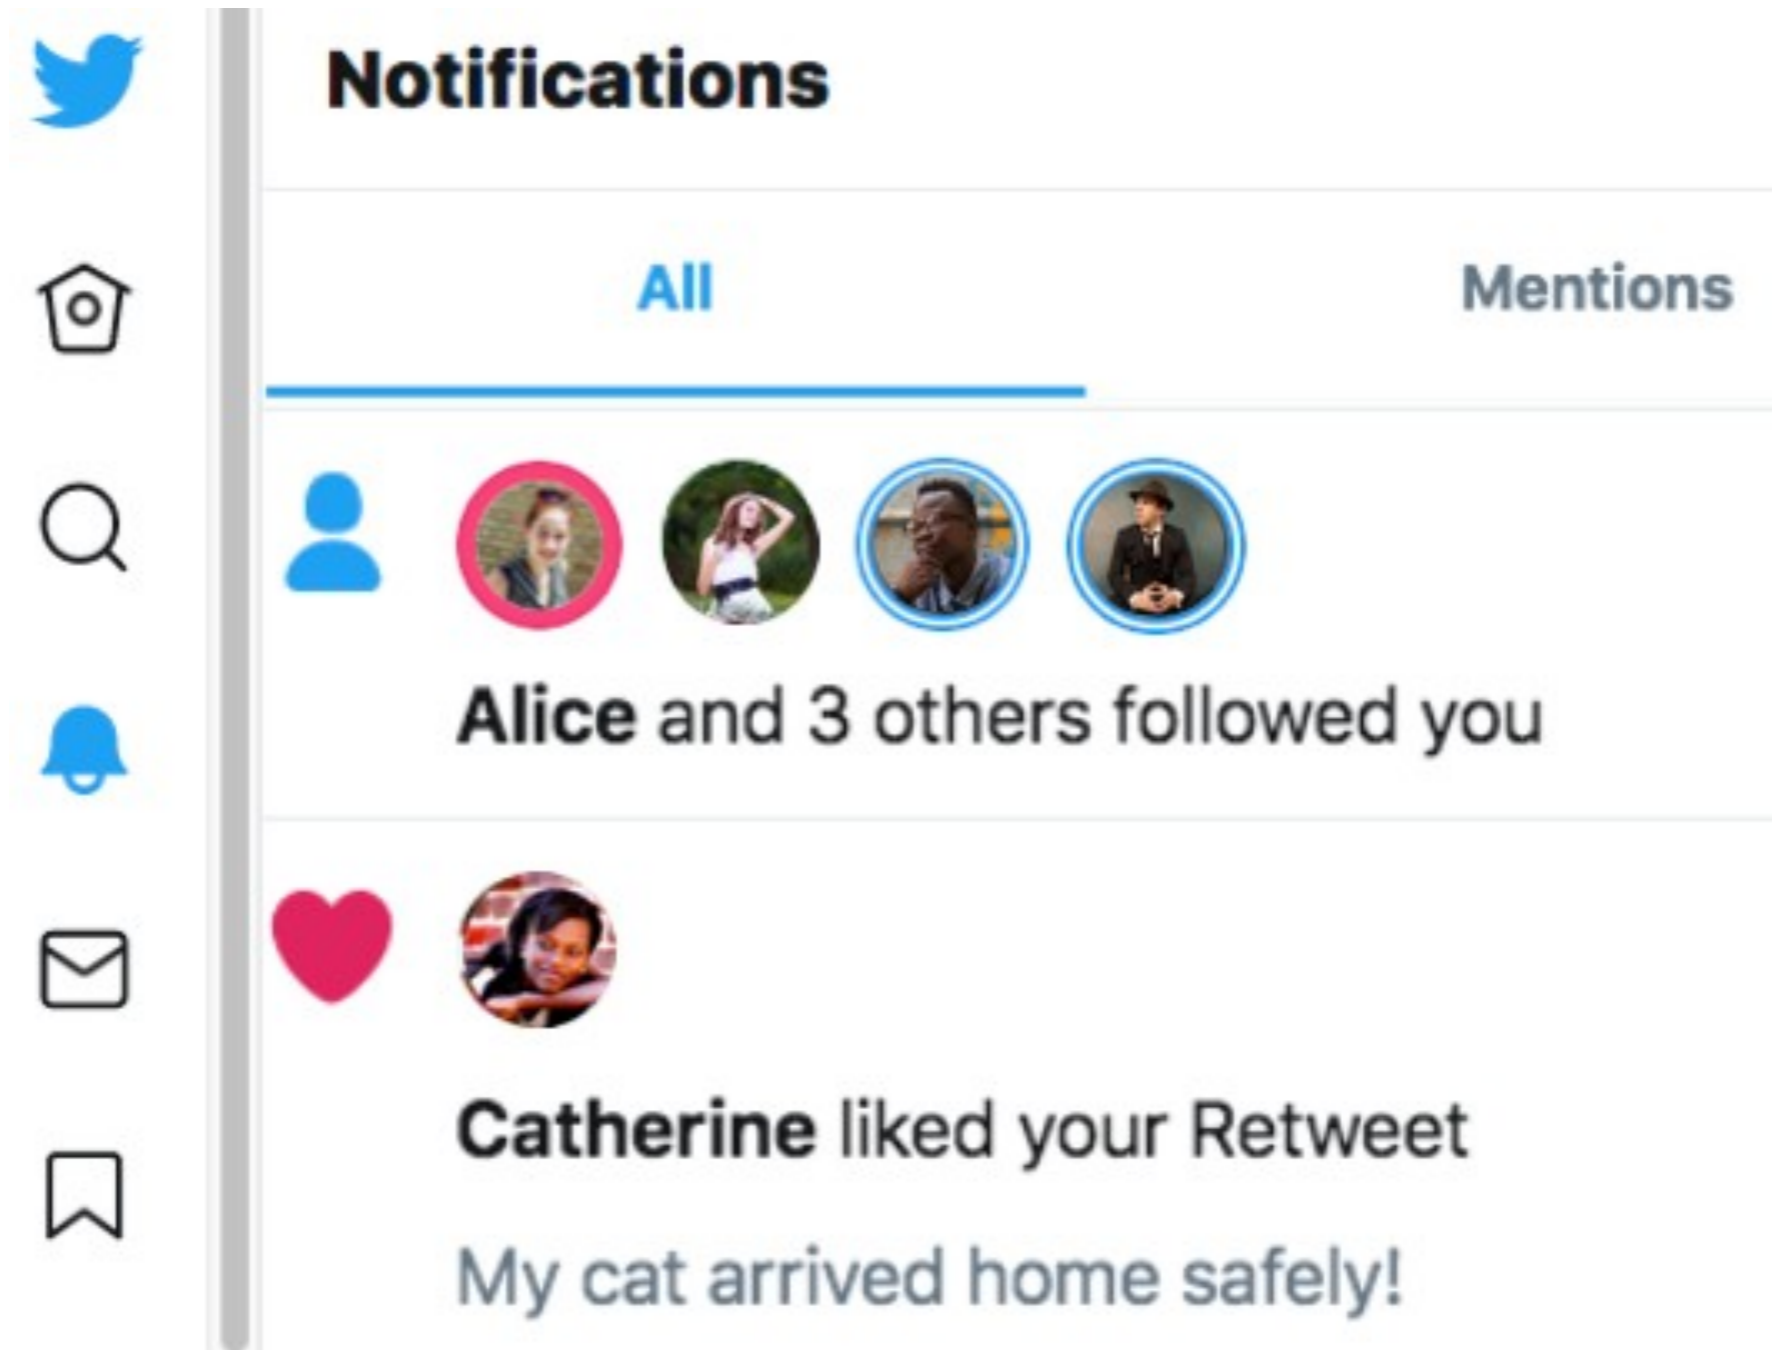 Notifications
All Mentions
Alice and 3 others followed you
Catherine liked your Retweet
My cat arrived home safely!